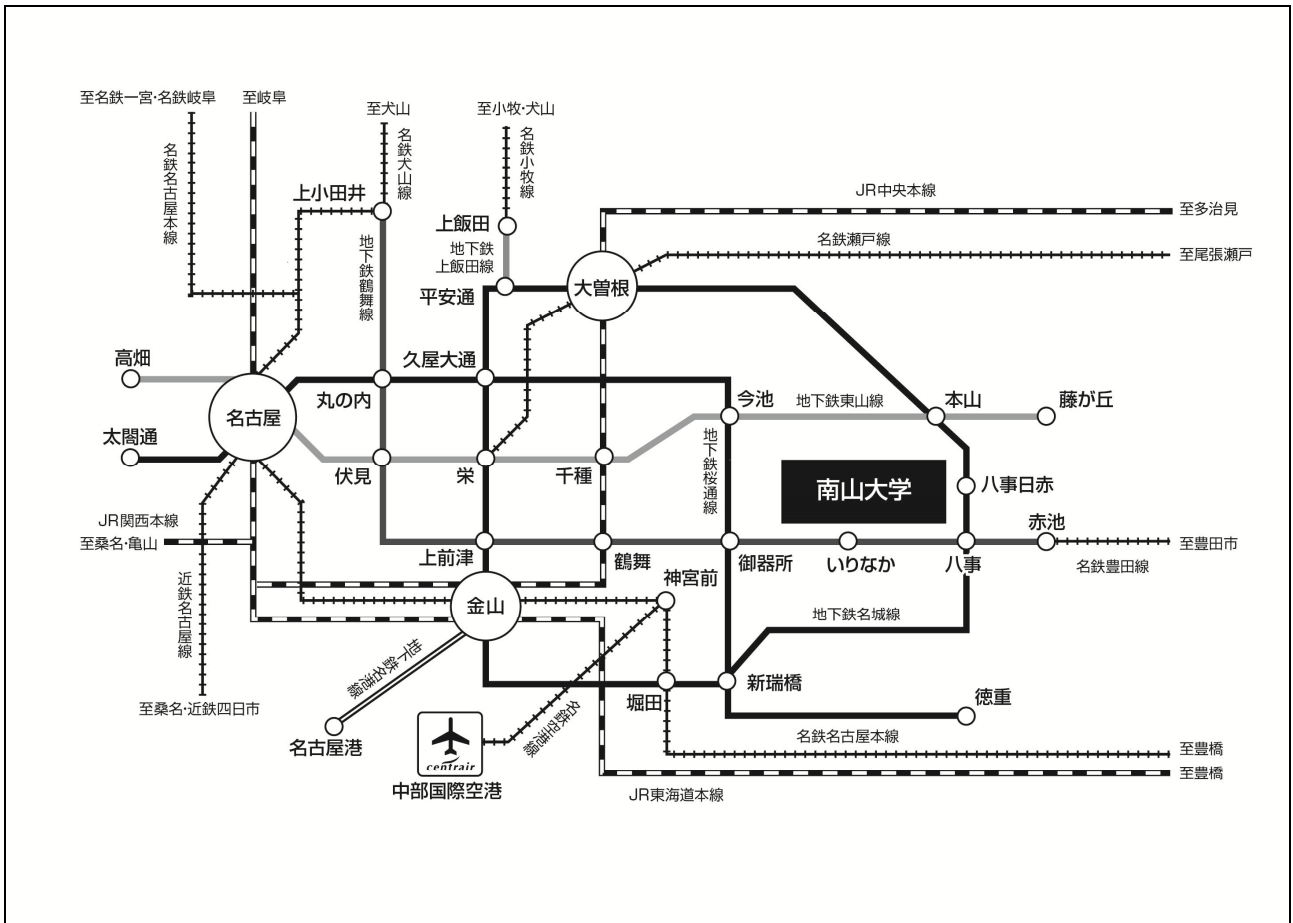 至名鉄一宮・名鉄岐阜
至岐阜
至犬山
至小牧・犬山
名鉄名古屋本線
名鉄犬山線
名鉄小牧線
上小田井
JR中央本線
至多治見
上飯田
名鉄瀬戸線
至尾張瀬戸
地下鉄鶴舞線
地下鉄
上飯田線
平安通
大曽根
高畑
久屋大通
丸の内
今池
地下鉄東山線
本山
藤が丘
名古屋
太閤通
地下鉄桜通線
伏見
栄
千種
南山大学
八事日赤
JR関西本線
至桑名・亀山
赤池
至豊田市
上前津
鶴舞
御器所
いりなか
八事
名鉄豊田線
近鉄名古屋線
神宮前
金山
地下鉄名城線
地下鉄名港線
堀田
新瑞橋
徳重
至桑名・近鉄四日市
名古屋港
centrair
名鉄空港線
名鉄名古屋本線
至豊橋
至豊橋
中部国際空港
JR東海道本線